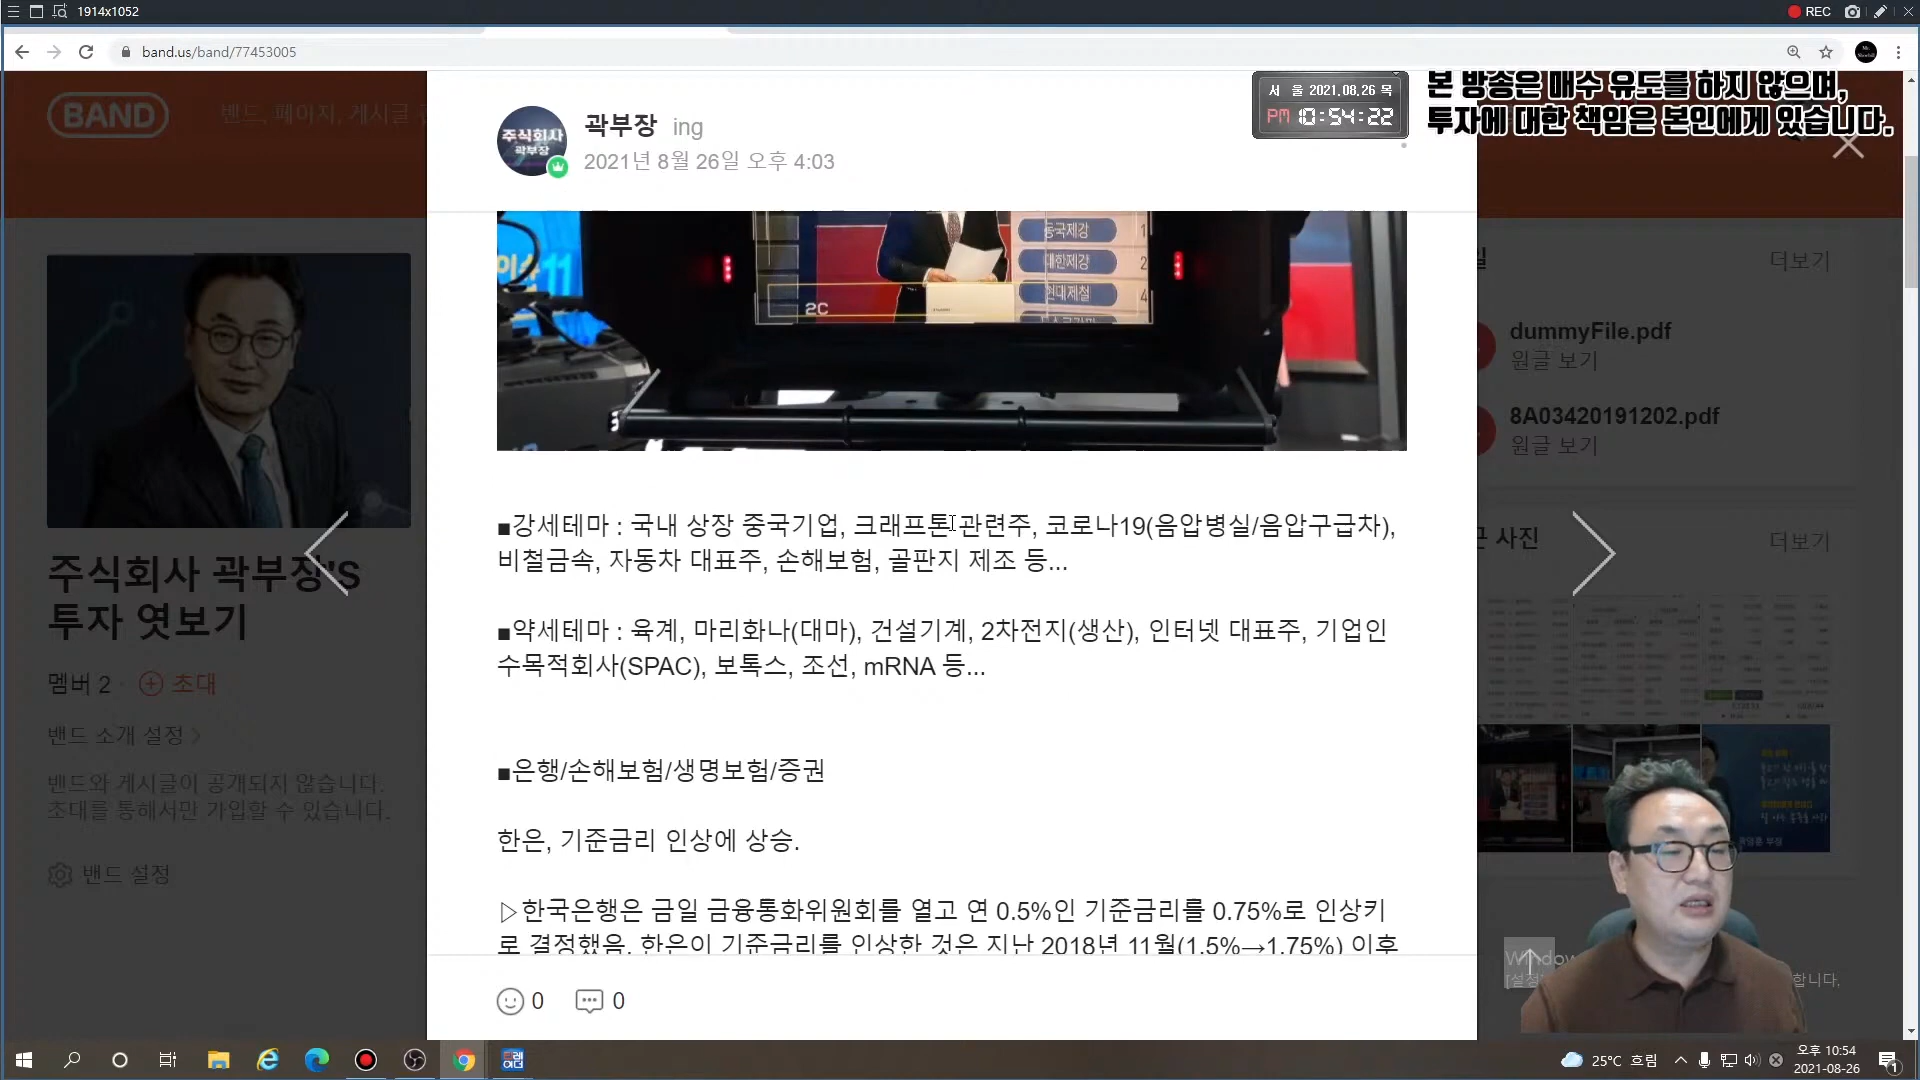 1914x1052
REC
band.us/band/77453005
BAND
밴드, 페이지, 게시글
주식회사
곽부장
곽부장 ing
2021년 8월 26일 오후 4:03
서 울 2021.08.26 목
PM 10:54:22
본 방송은 매수 유도를 하지 않으며,
투자에 대한 책임은 본인에게 있습니다.
동국제강 1
대한제강 2
현대제철 4
2C
더보기
dummyFile.pdf
원글 보기
8A03420191202.pdf
원글 보기
■강세테마 : 국내 상장 중국기업, 크래프톤 관련주, 코로나19(음압병실/음압구급차),
비철금속, 자동차 대표주, 손해보험, 골판지 제조 등...
■약세테마 : 육계, 마리화나(대마), 건설기계, 2차전지(생산), 인터넷 대표주, 기업인
수목적회사(SPAC), 보톡스, 조선, mRNA 등...
■은행/손해보험/생명보험/증권
한은, 기준금리 인상에 상승.
▷한국은행은 금일 금융통화위원회를 열고 연 0.5%인 기준금리를 0.75%로 인상키
로 결정했음. 한은이 기준금리를 인상한 것은 지난 2018년 11월(1.5%→1.75%) 이후
주식회사 곽부장'S
투자 엿보기
멤버 2 · 초대
밴드 소개 설정
밴드와 게시글이 공개되지 않습니다.
초대를 통해서만 가입할 수 있습니다.
밴드 설정
사진 더보기
0 0
25°C 흐림
오후 10:54
2021-08-26
1